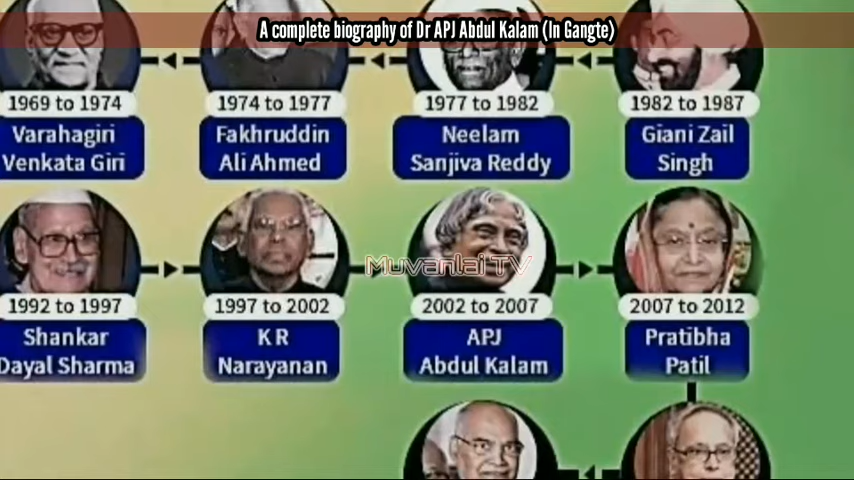 A complete biography of Dr APJ Abdul Kalam (In Gangte)
1969 to 1974
Varahagiri
Venkata Giri
1974 to 1977
Fakhruddin
Ali Ahmed
1977 to 1982
Neelam
Sanjiva Reddy
1982 to 1987
Giani Zail
Singh
1992 to 1997
Shankar
Dayal Sharma
1997 to 2002
K R
Narayanan
Muvanlai TV
2002 to 2007
APJ
Abdul Kalam
2007 to 2012
Pratibha
Patil